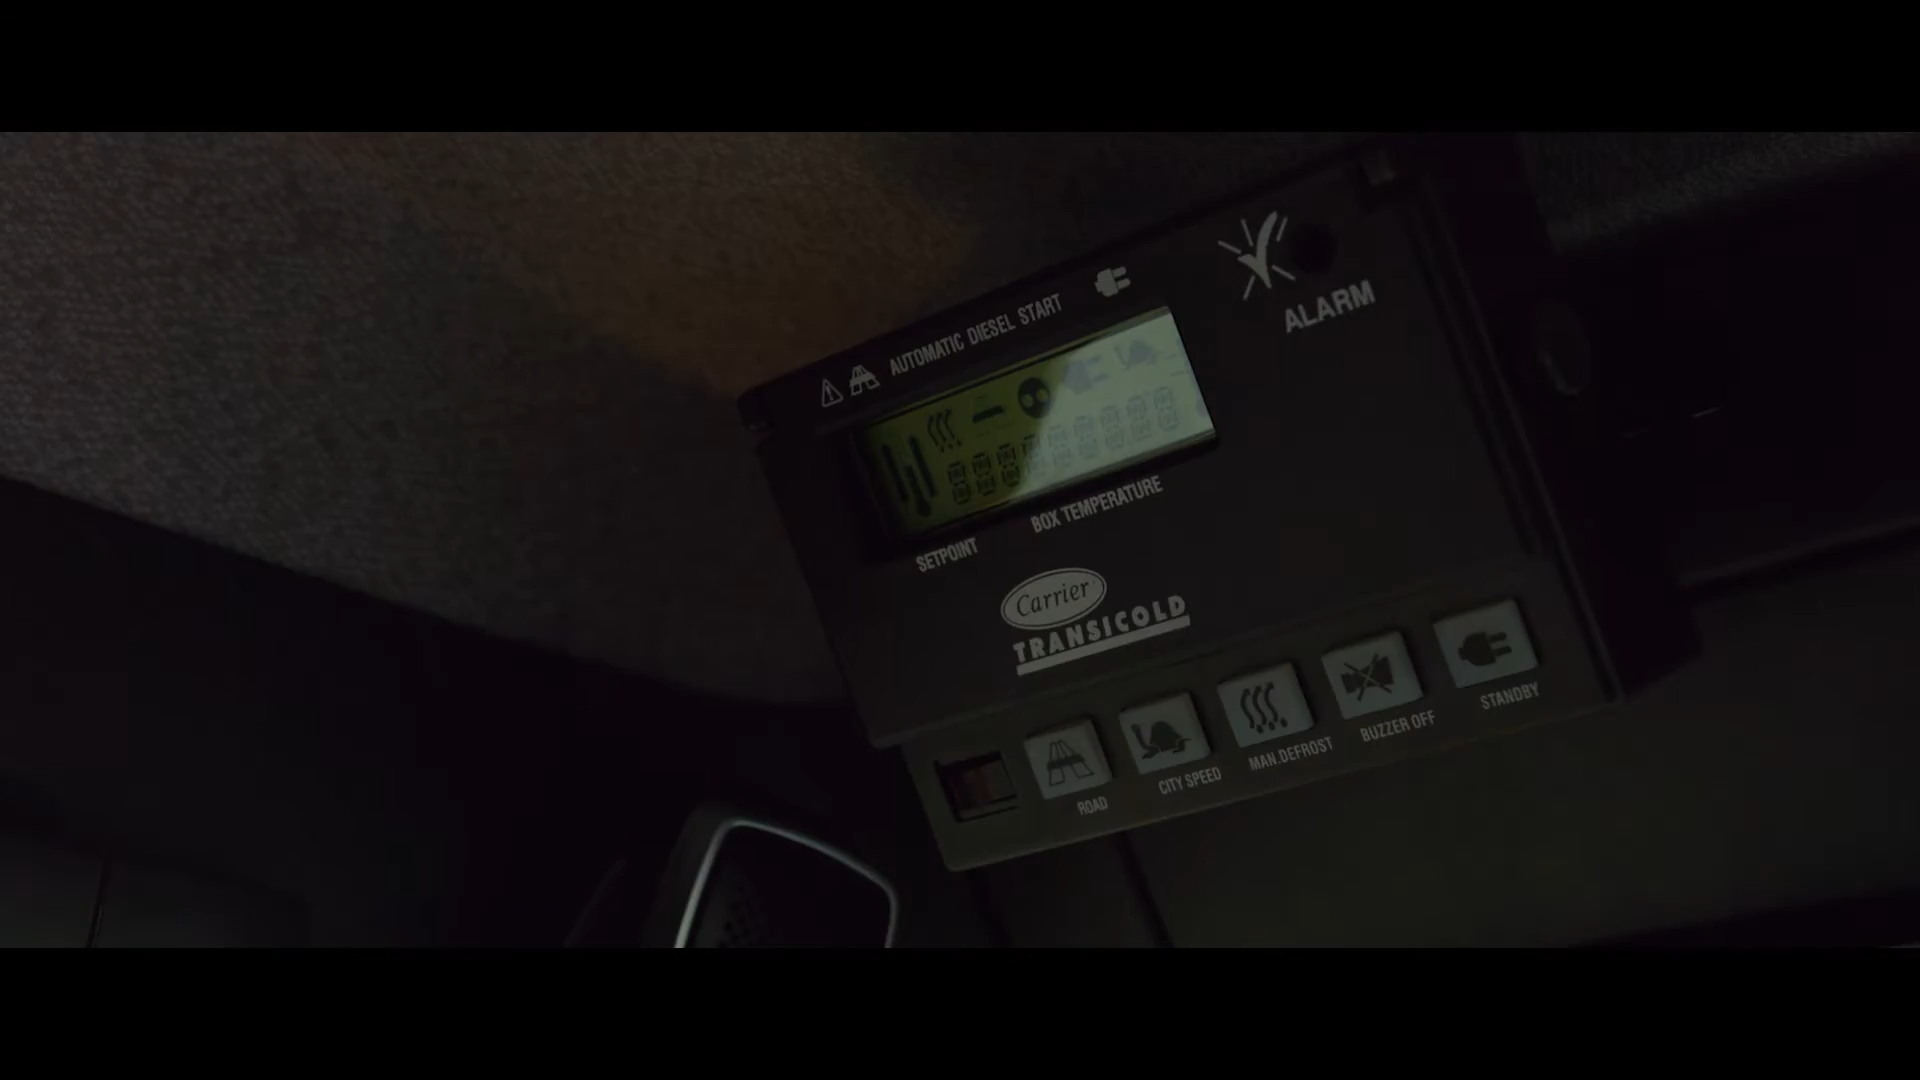 AUTOMATIC DIESEL START
ALARM
SETPOINT
BOX TEMPERATURE
Carrier
TRANSICOLD
ROAD
CITY SPEED
MAN.DEFROST
BUZZER OFF
STANDBY